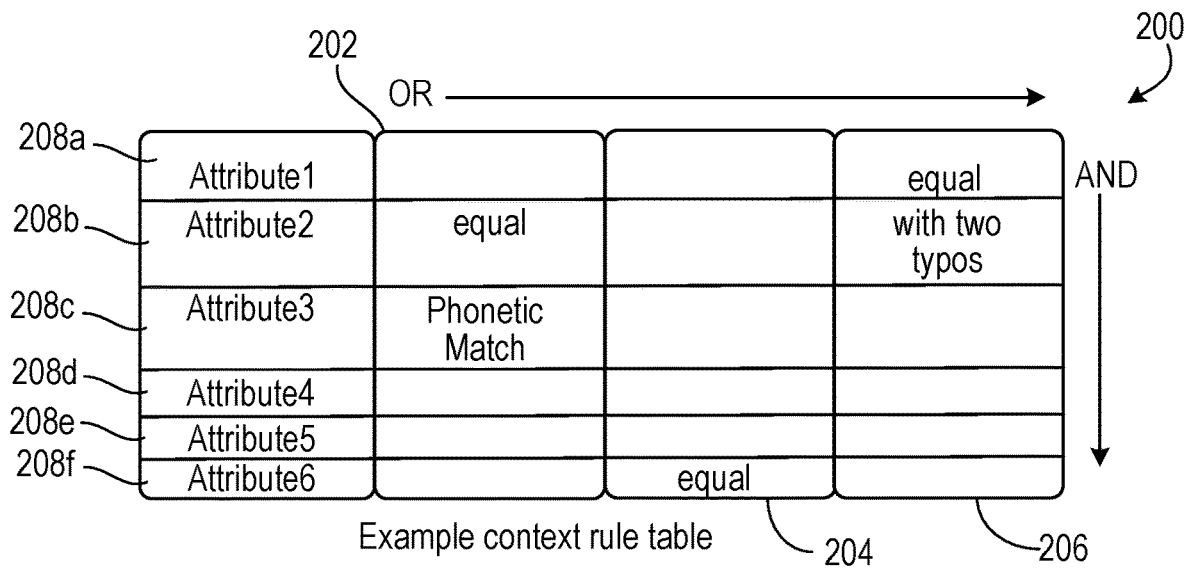 200
202
OR
208a
Attribute1 equal AND
208b
Attribute2 equal with two
typos
208c
Attribute3 Phonetic
Match
208d
Attribute4
208e
Attribute5
208f
Attribute6 equal
Example context rule table 204 206